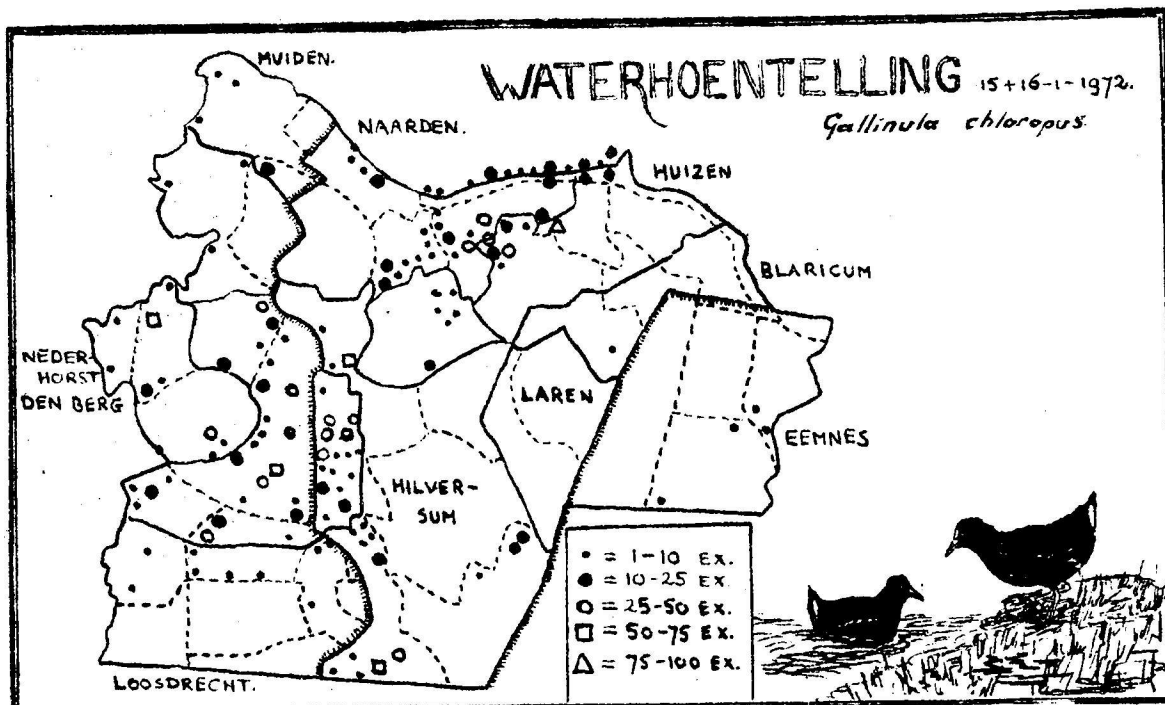 WATERHOENTELLING 15+16-1-1972.
Gallinula chloropus.
MUIDEN.
NAARDEN.
HUIZEN
BLARICUM
NEDER-
HORST
DEN BERG
LAREN
EEMNES
HILVER-
SUM
LOOSDRECHT.
= 1-10 EX.
= 10-25 EX.
= 25-50 EX.
= 50-75 EX.
= 75-100 EX.